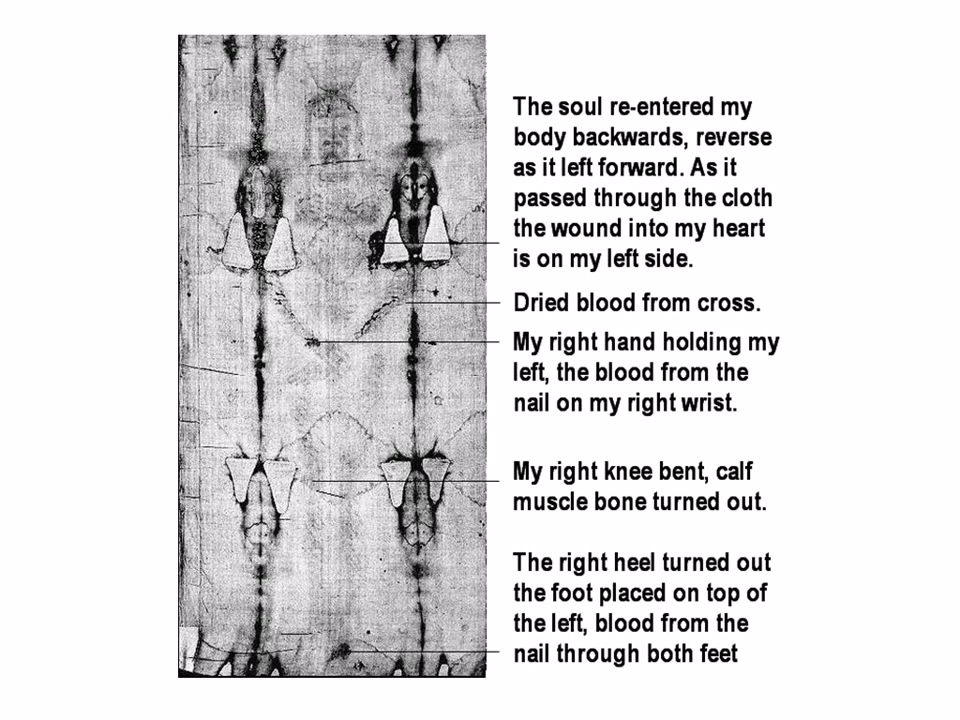 The soul re-entered my
body backwards, reverse
as it left forward. As it
passed through the cloth
the wound into my heart
is on my left side.
Dried blood from cross.
My right hand holding my
left, the blood from the
nail on my right wrist.
My right knee bent, calf
muscle bone turned out.
The right heel turned out
the foot placed on top of
the left, blood from the
nail through both feet